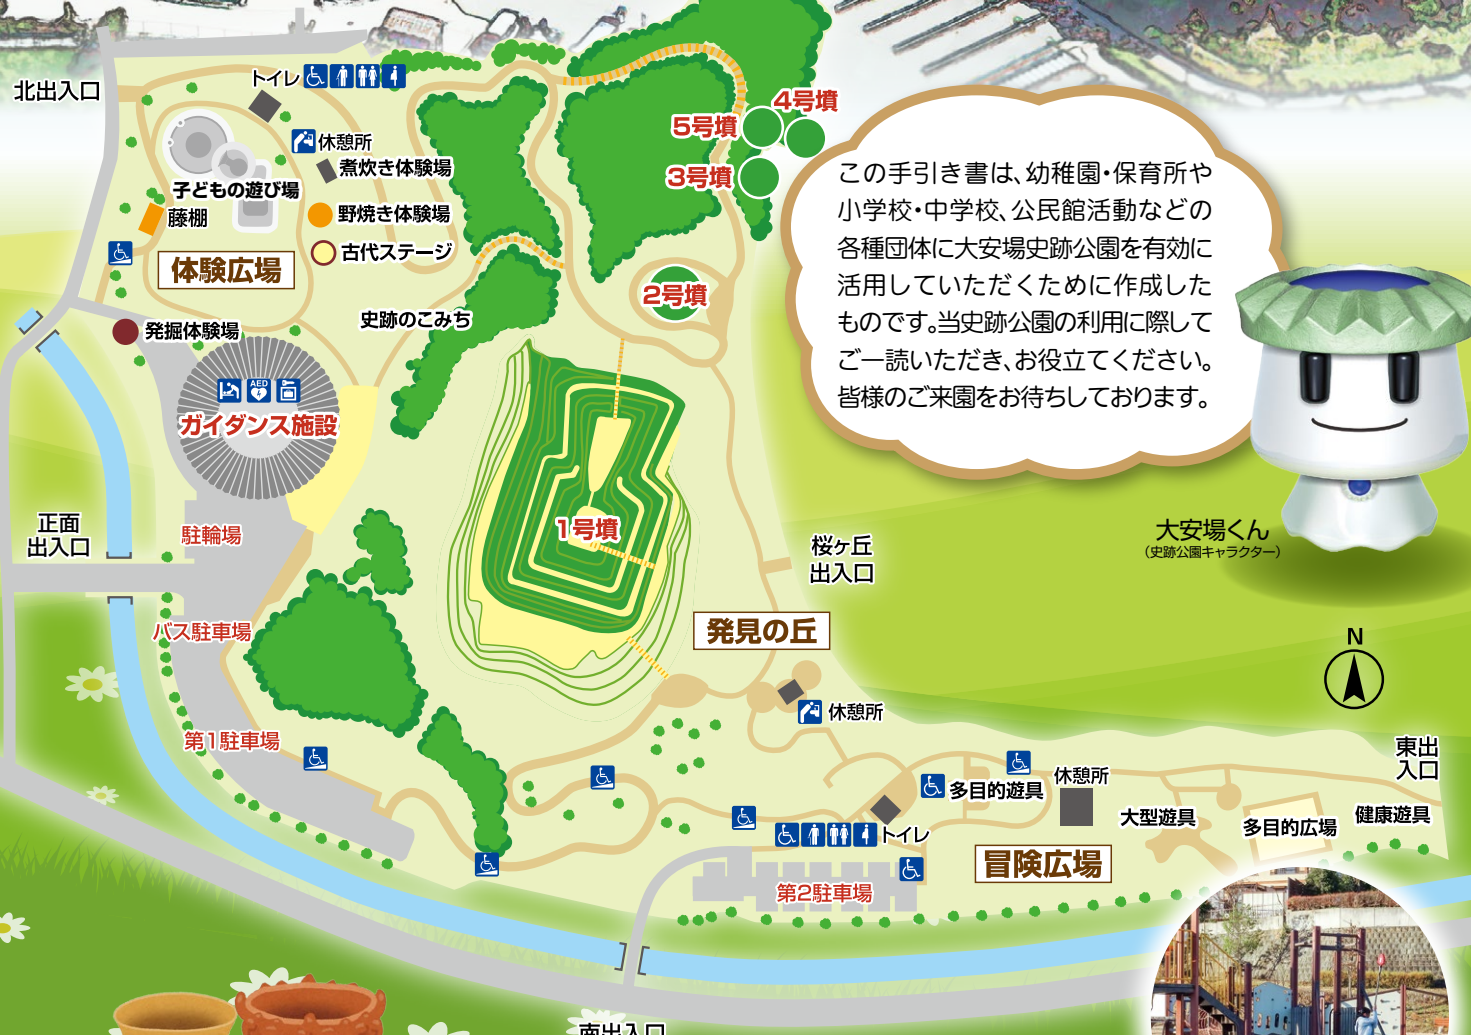 北出入口
トイレ
休憩所
煮炊き体験場
子どもの遊び場
藤棚
野焼き体験場
古代ステージ
体験広場
発掘体験場
史跡のこみち
AED
ガイダンス施設
正面
出入口
駐輪場
バス駐車場
第1駐車場
4号墳
5号墳
3号墳
2号墳
1号墳
この手引き書は、幼稚園・保育所や
小学校・中学校、公民館活動などの
各種団体に大安場史跡公園を有効に
活用していただくために作成した
ものです。当史跡公園の利用に際して
ご一読いただき、お役立てください。
皆様のご来園をお待ちしております。
大安場くん
(史跡公園キャラクター)
桜ヶ丘
出入口
発見の丘
休憩所
N
東出
入口
多目的遊具
休憩所
大型遊具
多目的広場
健康遊具
トイレ
冒険広場
第2駐車場
南出入口